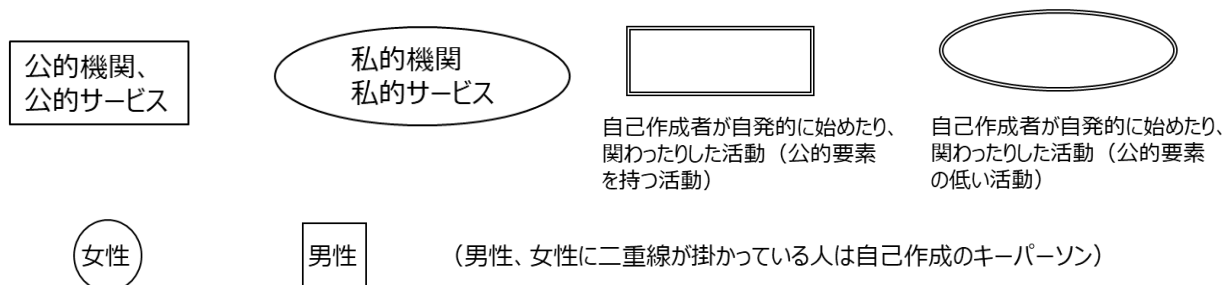 公的機関、
公的サービス
私的機関
私的サービス
自己作成者が自発的に始めたり、
関わったりした活動（公的要素
を持つ活動）
自己作成者が自発的に始めたり、
関わったりした活動（公的要素
の低い活動）
女性
男性
（男性、女性に二重線が掛かっている人は自己作成のキーパーソン）